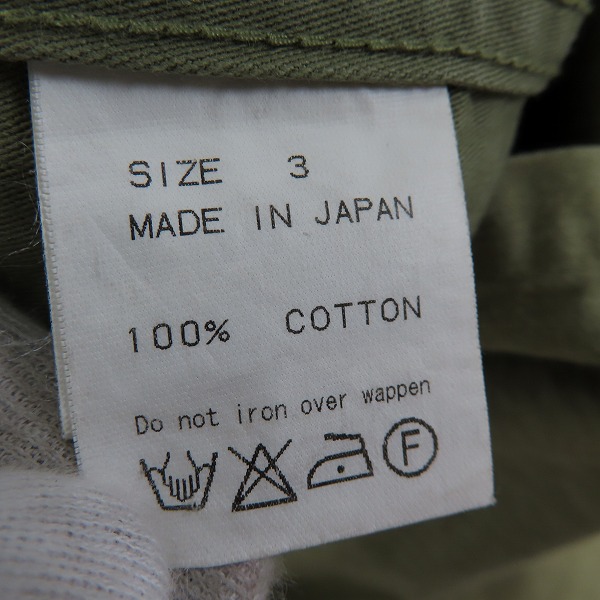 SIZE 3
MADE IN JAPAN
100% COTTON
Do not iron over wappen
F